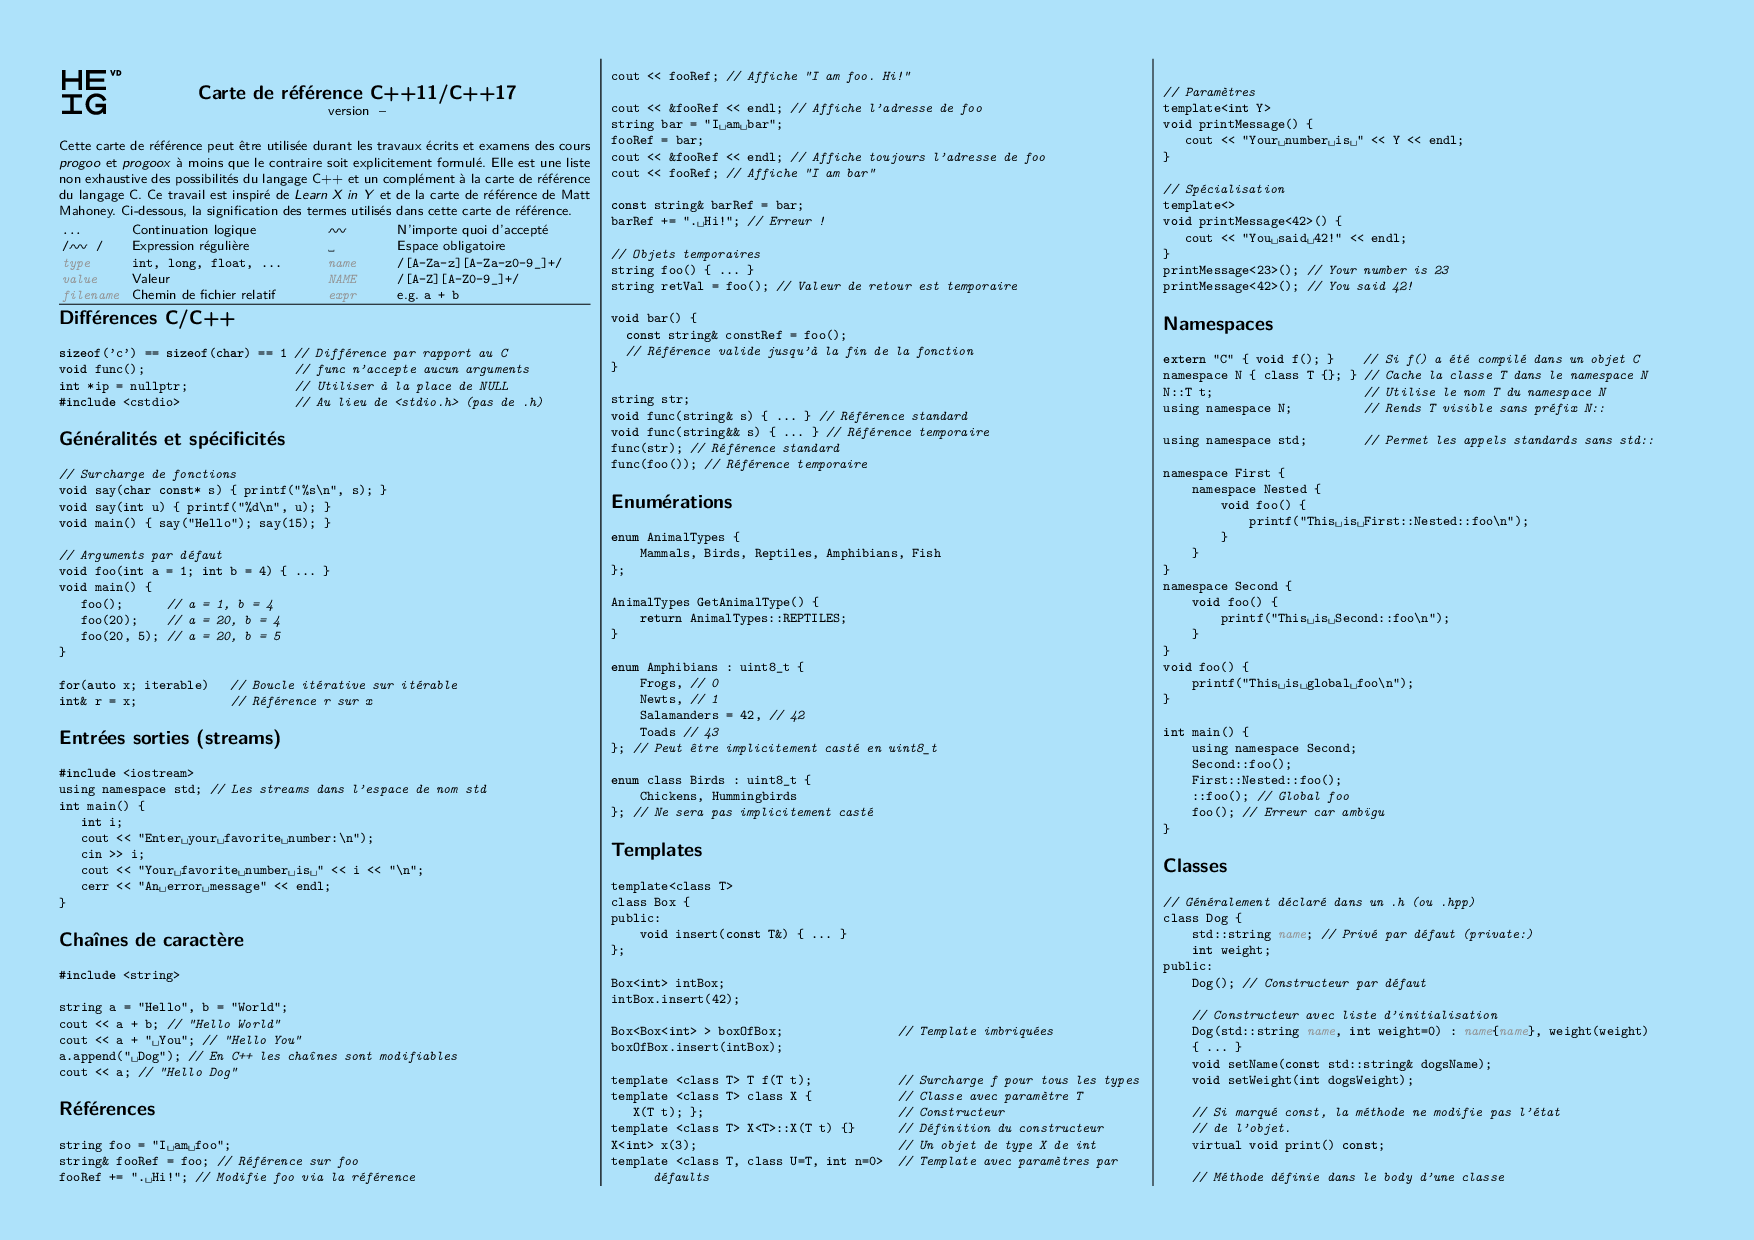 HE VD
IG
Carte de référence C++11/C++17
version –
Cette carte de référence peut être utilisée durant les travaux écrits et examens des cours
progoo et progoox à moins que le contraire soit explicitement formulé. Elle est une liste
non exhaustive des possibilités du langage C++ et un complément à la carte de référence
du langage C. Ce travail est inspiré de Learn X in Y et de la carte de référence de Matt
Mahoney. Ci-dessous, la signification des termes utilisés dans cette carte de référence.
... Continuation logique ∿∿ N'importe quoi d'accepté
/∿∿ / Expression régulière ␣ Espace obligatoire
type int, long, float, ... name /[A-Za-z][A-Za-z0-9_]+/
value Valeur NAME /[A-Z][A-Z0-9_]+/
filename Chemin de fichier relatif expr e.g. a + b
Différences C/C++
sizeof('c') == sizeof(char) == 1 // Différence par rapport au C
void func(); // func n'accepte aucun arguments
int *ip = nullptr; // Utiliser à la place de NULL
#include <cstdio> // Au lieu de <stdio.h> (pas de .h)
Généralités et spécificités
// Surcharge de fonctions
void say(char const* s) { printf("%s\n", s); }
void say(int u) { printf("%d\n", u); }
void main() { say("Hello"); say(15); }
// Arguments par défaut
void foo(int a = 1; int b = 4) { ... }
void main() {
foo(); // a = 1, b = 4
foo(20); // a = 20, b = 4
foo(20, 5); // a = 20, b = 5
}
for(auto x; iterable) // Boucle itérative sur itérable
int& r = x; // Référence r sur x
Entrées sorties (streams)
#include <iostream>
using namespace std; // Les streams dans l'espace de nom std
int main() {
int i;
cout << "Enter␣your␣favorite␣number:\n");
cin >> i;
cout << "Your␣favorite␣number␣is␣" << i << "\n";
cerr << "An␣error␣message" << endl;
}
Chaînes de caractère
#include <string>
string a = "Hello", b = "World";
cout << a + b; // "Hello World"
cout << a + "␣You"; // "Hello You"
a.append("␣Dog"); // En C++ les chaînes sont modifiables
cout << a; // "Hello Dog"
Références
string foo = "I␣am␣foo";
string& fooRef = foo; // Référence sur foo
fooRef += ".␣Hi!"; // Modifie foo via la référence
cout << fooRef; // Affiche "I am foo. Hi!"
cout << &fooRef << endl; // Affiche l'adresse de foo
string bar = "I␣am␣bar";
fooRef = bar;
cout << &fooRef << endl; // Affiche toujours l'adresse de foo
cout << fooRef; // Affiche "I am bar"
const string& barRef = bar;
barRef += ".␣Hi!"; // Erreur !
// Objets temporaires
string foo() { ... }
string retVal = foo(); // Valeur de retour est temporaire
void bar() {
const string& constRef = foo();
// Référence valide jusqu'à la fin de la fonction
}
string str;
void func(string& s) { ... } // Référence standard
void func(string&& s) { ... } // Référence temporaire
func(str); // Référence standard
func(foo()); // Référence temporaire
Enumérations
enum AnimalTypes {
Mammals, Birds, Reptiles, Amphibians, Fish
};
AnimalTypes GetAnimalType() {
return AnimalTypes::REPTILES;
}
enum Amphibians : uint8_t {
Frogs, // 0
Newts, // 1
Salamanders = 42, // 42
Toads // 43
}; // Peut être implicitement casté en uint8_t
enum class Birds : uint8_t {
Chickens, Hummingbirds
}; // Ne sera pas implicitement casté
Templates
template<class T>
class Box {
public:
void insert(const T&) { ... }
};
Box<int> intBox;
intBox.insert(42);
Box<Box<int> > boxOfBox; // Template imbriquées
boxOfBox.insert(intBox);
template <class T> T f(T t); // Surcharge f pour tous les types
template <class T> class X { // Classe avec paramètre T
X(T t); }; // Constructeur
template <class T> X<T>::X(T t) {} // Définition du constructeur
X<int> x(3); // Un objet de type X de int
template <class T, class U=T, int n=0> // Template avec paramètres par
défaults
// Paramètres
template<int Y>
void printMessage() {
cout << "Your␣number␣is␣" << Y << endl;
}
// Spécialisation
template<>
void printMessage<42>() {
cout << "You␣said␣42!" << endl;
}
printMessage<23>(); // Your number is 23
printMessage<42>(); // You said 42!
Namespaces
extern "C" { void f(); } // Si f() a été compilé dans un objet C
namespace N { class T {}; } // Cache la classe T dans le namespace N
N::T t; // Utilise le nom T du namespace N
using namespace N; // Rends T visible sans préfix N::
using namespace std; // Permet les appels standards sans std::
namespace First {
namespace Nested {
void foo() {
printf("This␣is␣First::Nested::foo\n");
}
}
}
namespace Second {
void foo() {
printf("This␣is␣Second::foo\n");
}
}
void foo() {
printf("This␣is␣global␣foo\n");
}
int main() {
using namespace Second;
Second::foo();
First::Nested::foo();
::foo(); // Global foo
foo(); // Erreur car ambigu
}
Classes
// Généralement déclaré dans un .h (ou .hpp)
class Dog {
std::string name; // Privé par défaut (private:)
int weight;
public:
Dog(); // Constructeur par défaut
// Constructeur avec liste d'initialisation
Dog(std::string name, int weight=0) : name{name}, weight(weight)
{ ... }
void setName(const std::string& dogsName);
void setWeight(int dogsWeight);
// Si marqué const, la méthode ne modifie pas l'état
// de l'objet.
virtual void print() const;
// Méthode définie dans le body d'une classe